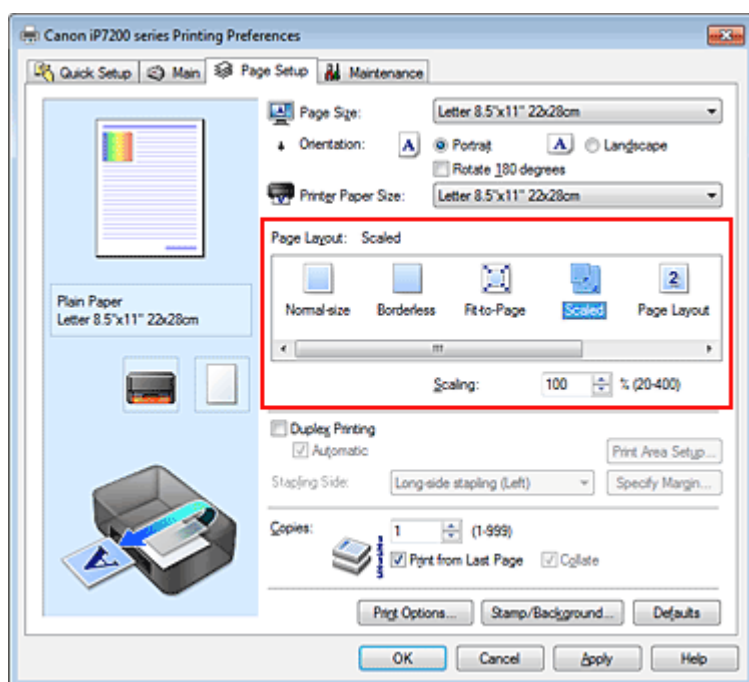 Canon iP7200 series Printing Preferences
Quick Setup Main Page Setup Maintenance
Page Size: Letter 8.5"x11" 22x28cm
Orientation: A Portrait A Landscape
Rotate 180 degrees
Printer Paper Size: Letter 8.5"x11" 22x28cm
Page Layout: Scaled
2
Normal-size Borderless Fit-to-Page Scaled Page Layout
Plain Paper
Letter 8.5"x11" 22x28cm
Scaling: 100 % (20-400)
Duplex Printing
Automatic Print Area Setup...
Stapling Side: Long-side stapling (Left) Specify Margin...
Copies: 1 (1-999)
Print from Last Page Collate
A
Print Options... Stamp/Background... Defaults
OK Cancel Apply Help